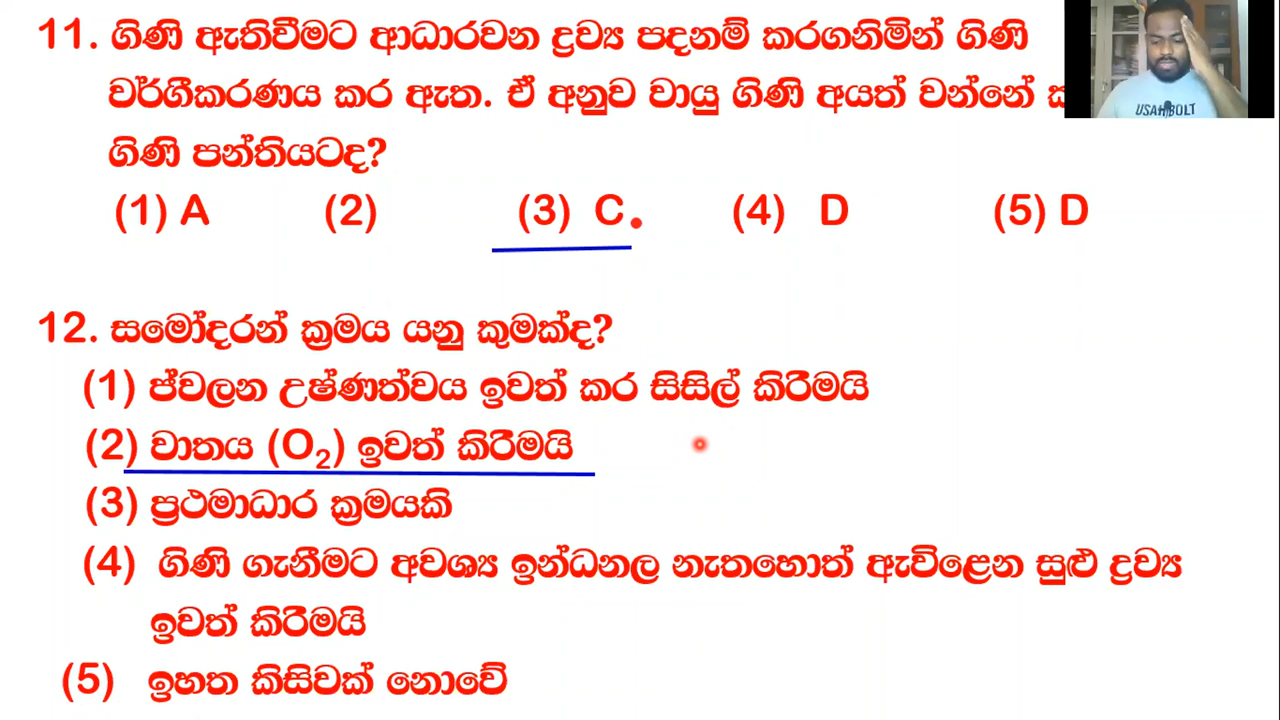 11. ගිණි ඇතිවීමට ආධාරවන ද්‍රව්‍ය පදනම් කරගනිමින් ගිණි
වර්ගීකරණය කර ඇත. ඒ අනුව වායු ගිණි අයත් වන්නේ
ගිණි පන්තියටද?
(1) A (2) (3) C. (4) D (5) D
12. සමෝදරන් ක්‍රමය යනු කුමක්ද?
(1) ජ්වලන උෂ්ණත්වය ඉවත් කර සිසිල් කිරීමයි
(2) වාතය (O₂) ඉවත් කිරීමයි
(3) ප්‍රථමාධාර ක්‍රමයකි
(4) ගිණි ගැනීමට අවශ්‍ය ඉන්ධනල නැතහොත් ඇවිළෙන සුළු ද්‍රව්‍ය
ඉවත් කිරීමයි
(5) ඉහත කිසිවක් නොවේ